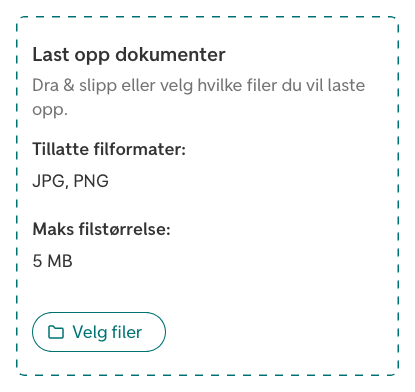 Last opp dokumenter
Dra & slipp eller velg hvilke filer du vil laste
opp.
Tillatte filformater:
JPG, PNG
Maks filstørrelse:
5 MB
Velg filer